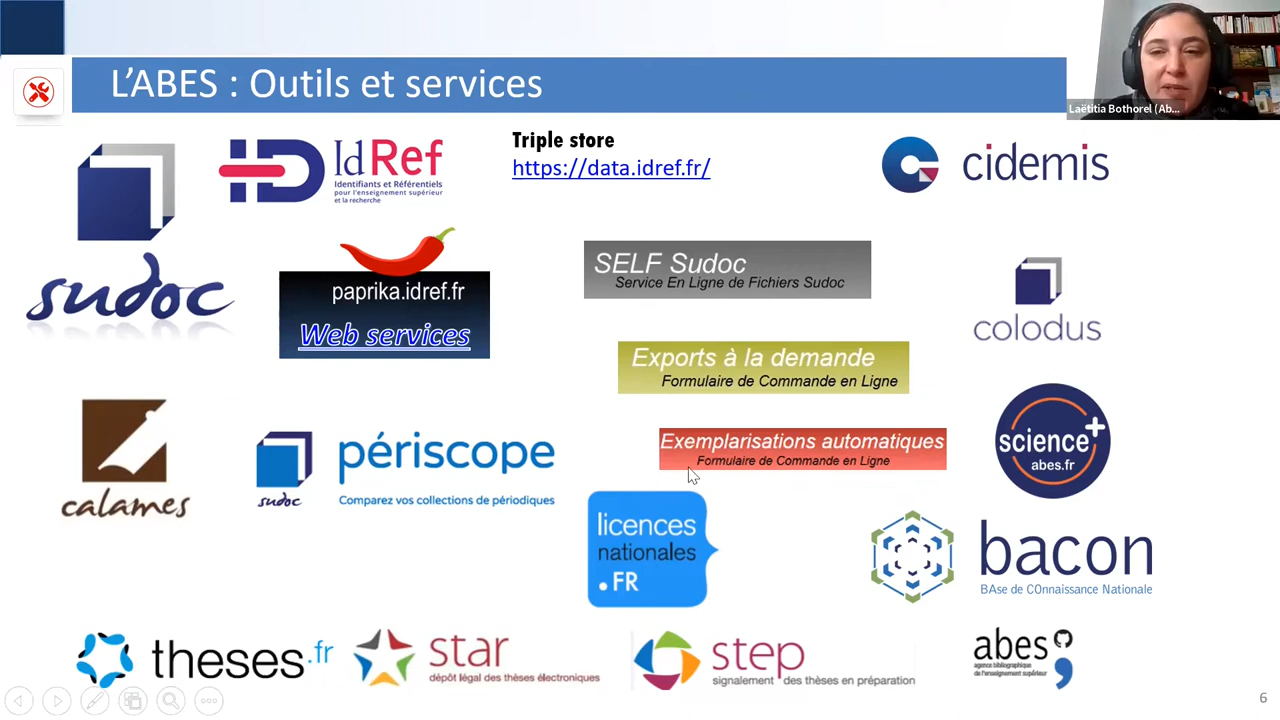 L'ABES : Outils et services
Laëtitia Bothorel (Ab...
sudoc
ID IdRef
Identifiants et Référentiels
pour l'enseignement supérieur
et la recherche
Triple store
https://data.idref.fr/
cidemis
paprika.idref.fr
Web services
SELF Sudoc
Service En Ligne de Fichiers Sudoc
colodus
Exports à la demande
Formulaire de Commande en Ligne
calames
sudoc
périscope
Comparez vos collections de périodiques
Exemplarisations automatiques
Formulaire de Commande en Ligne
science+
abes.fr
licences
nationales
.FR
bacon
BAse de COnnaissance Nationale
theses.fr
star
dépôt légal des thèses électroniques
step
signalement des thèses en préparation
abes
agence bibliographique
de l'enseignement supérieur
6